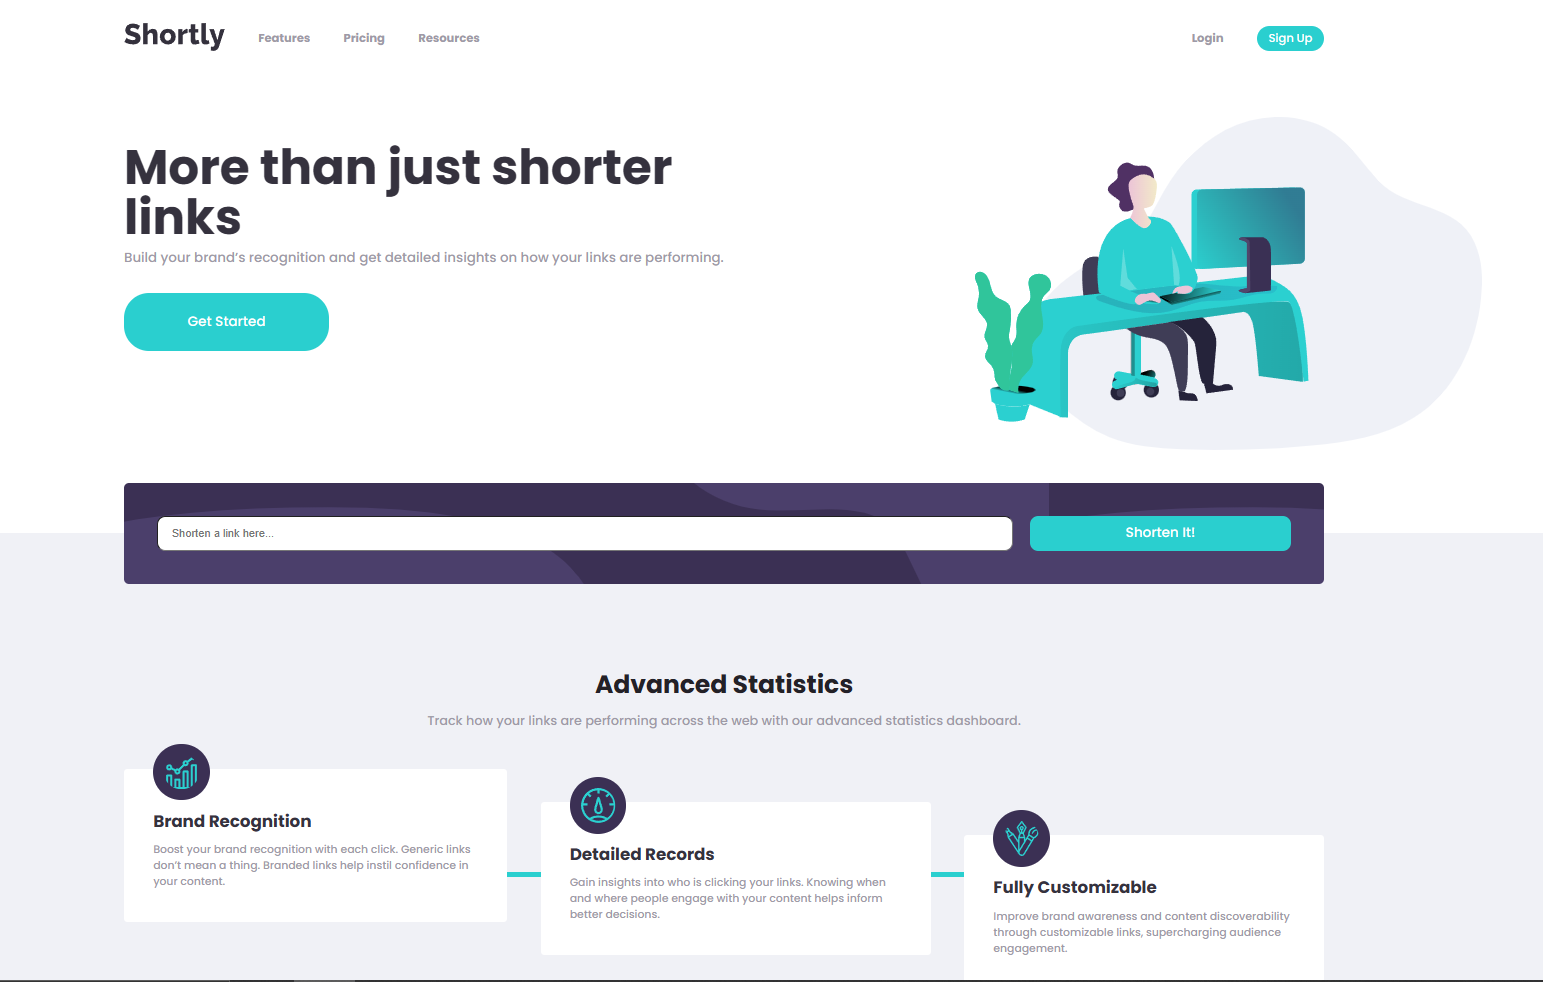 Shortly
Features
Pricing
Resources
Login
Sign Up
More than just shorter
links
Build your brand’s recognition and get detailed insights on how your links are performing.
Get Started
Shorten a link here...
Shorten It!
Advanced Statistics
Track how your links are performing across the web with our advanced statistics dashboard.
Brand Recognition
Boost your brand recognition with each click. Generic links
don’t mean a thing. Branded links help instil confidence in
your content.
Detailed Records
Gain insights into who is clicking your links. Knowing when
and where people engage with your content helps inform
better decisions.
Fully Customizable
Improve brand awareness and content discoverability
through customizable links, supercharging audience
engagement.